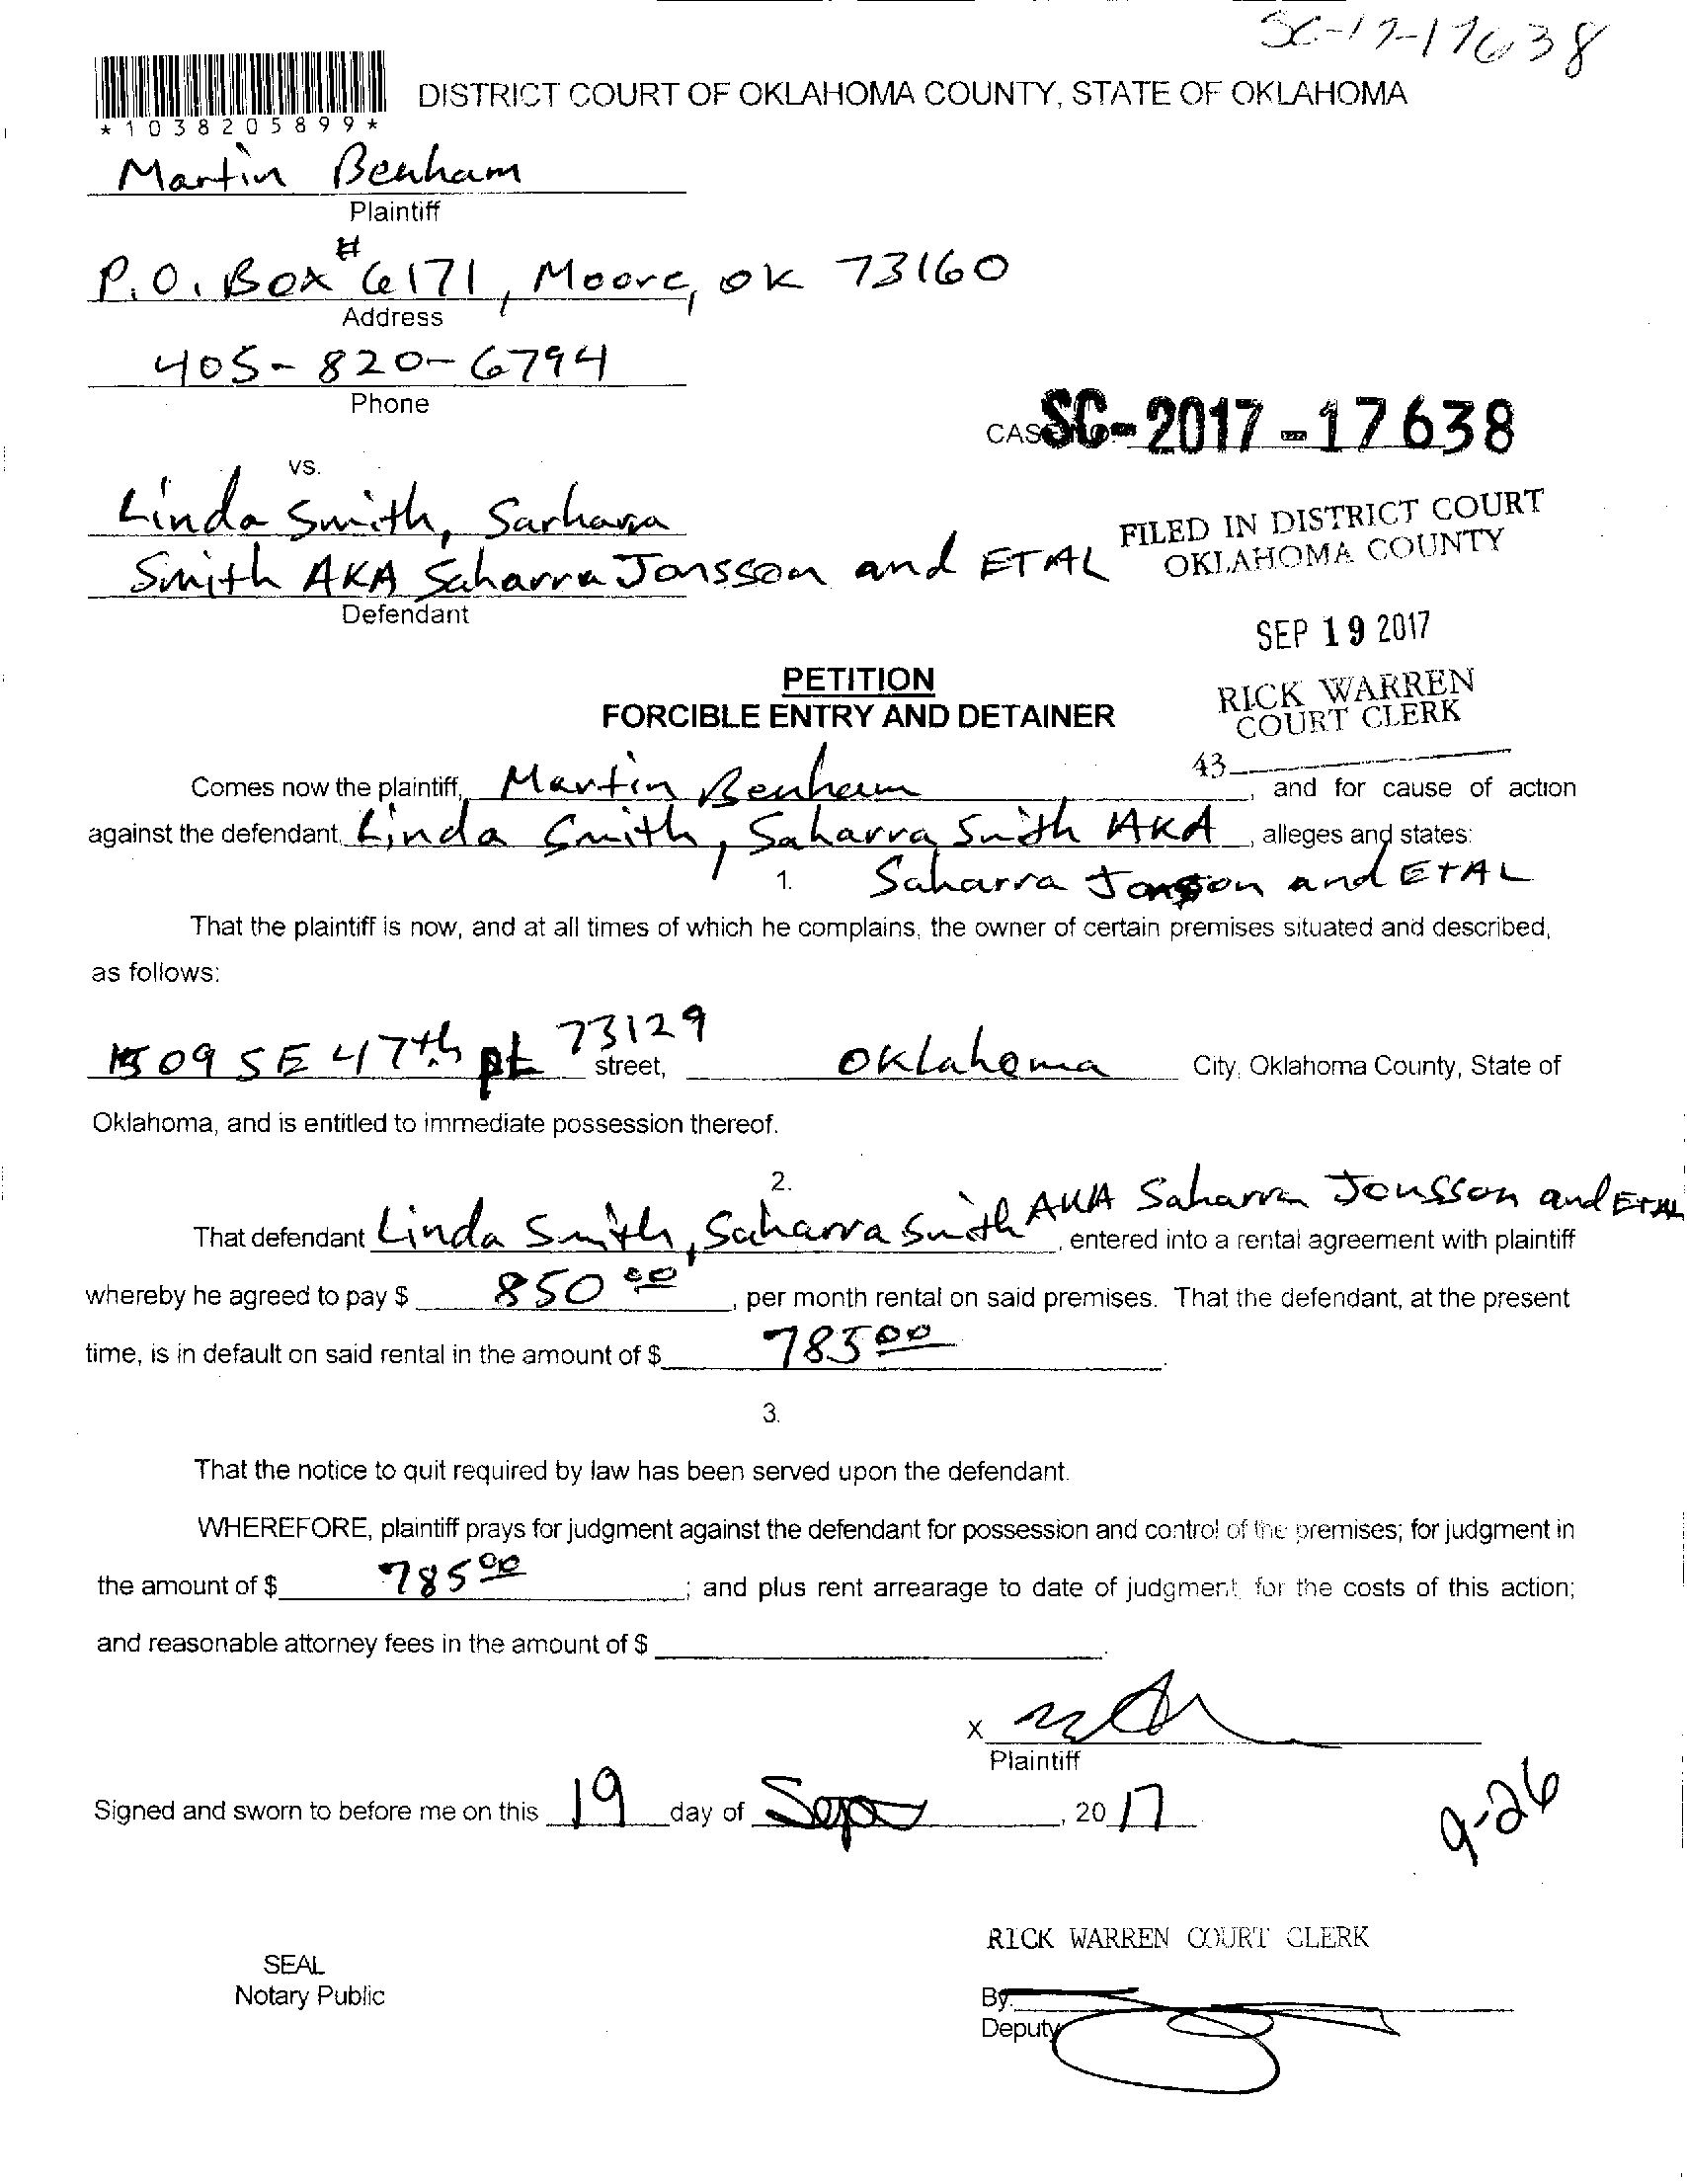 SC-17-17638
DISTRICT COURT OF OKLAHOMA COUNTY, STATE OF OKLAHOMA
*1038205899*
Martin Benham
Plaintiff
P.O. Box # 6171, Moore, OK 73160
Address
405-820-6794
Phone
CASE NO. SC-2017-17638
vs.
Linda Smith, Sarhara
Smith AKA Saharra Jonsson and ETAL
Defendant
FILED IN DISTRICT COURT
OKLAHOMA COUNTY
SEP 19 2017
RICK WARREN
COURT CLERK
43
PETITION
FORCIBLE ENTRY AND DETAINER
Comes now the plaintiff, Martin Benham, and for cause of action
against the defendant, Linda Smith, Saharra Smith AKA, alleges and states:
1. Saharra Jonsson and ETAL
That the plaintiff is now, and at all times of which he complains, the owner of certain premises situated and described,
as follows:
1509 SE 47th pl 73129 street, Oklahoma City, Oklahoma County, State of
Oklahoma, and is entitled to immediate possession thereof.
2.
That defendant Linda Smith, Saharra Smith AKA Saharra Jonsson and ETAL, entered into a rental agreement with plaintiff
whereby he agreed to pay $ 850 00, per month rental on said premises. That the defendant, at the present
time, is in default on said rental in the amount of $ 785 00.
3.
That the notice to quit required by law has been served upon the defendant.
WHEREFORE, plaintiff prays for judgment against the defendant for possession and control of the premises; for judgment in
the amount of $ 785 00; and plus rent arrearage to date of judgment for the costs of this action;
and reasonable attorney fees in the amount of $
X
Plaintiff
Signed and sworn to before me on this 19 day of Sept, 2017
9-26
RICK WARREN COURT CLERK
SEAL
Notary Public
By
Deputy